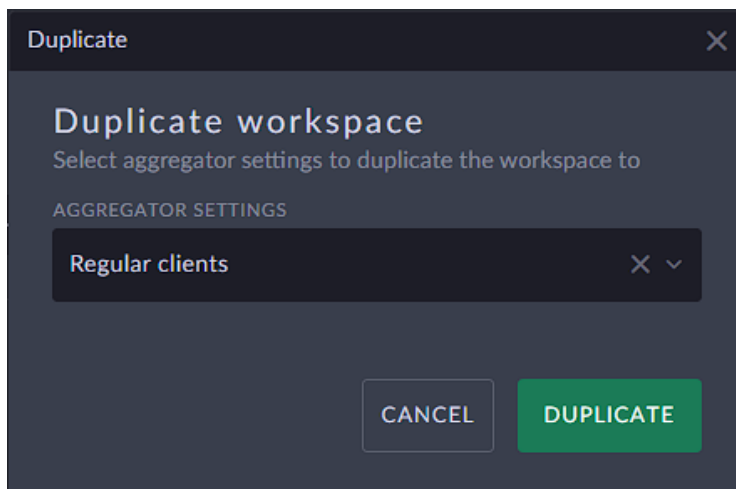 Duplicate
Duplicate workspace
Select aggregator settings to duplicate the workspace to
AGGREGATOR SETTINGS
Regular clients
CANCEL
DUPLICATE